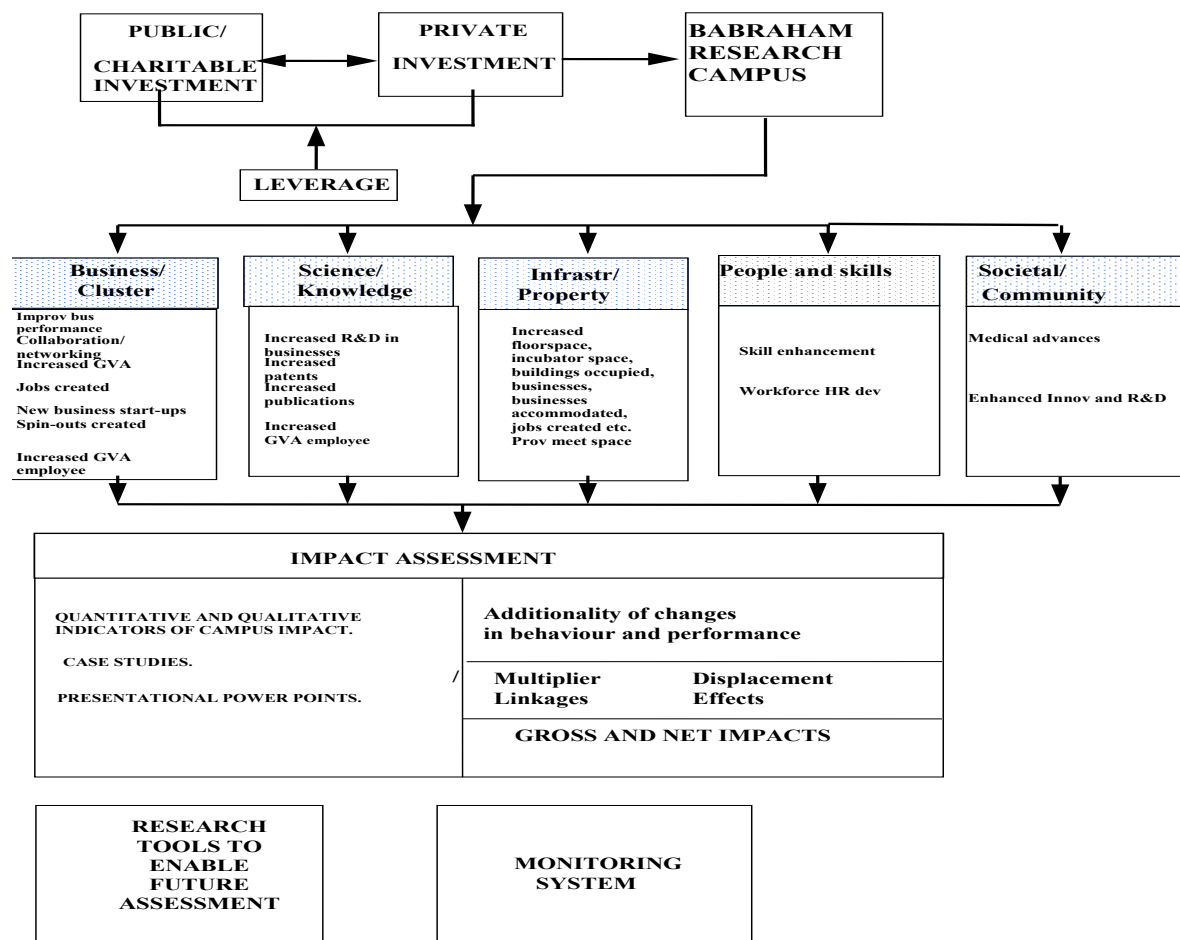 PUBLIC/
CHARITABLE
INVESTMENT
PRIVATE
INVESTMENT
BABRAHAM
RESEARCH
CAMPUS
LEVERAGE
Business/
Cluster
Improv bus
performance
Collaboration/
networking
Increased GVA
Jobs created
New business start-ups
Spin-outs created
Increased GVA
employee
Science/
Knowledge
Increased R&D in
businesses
Increased
patents
Increased
publications
Increased
GVA employee
Infrastr/
Property
Increased
floorspace,
incubator space,
buildings occupied,
businesses,
businesses
accommodated,
jobs created etc.
Prov meet space
People and skills
Skill enhancement
Workforce HR dev
Societal/
Community
Medical advances
Enhanced Innov and R&D
IMPACT ASSESSMENT
QUANTITATIVE AND QUALITATIVE
INDICATORS OF CAMPUS IMPACT.
CASE STUDIES.
PRESENTATIONAL POWER POINTS.
/
Additionality of changes
in behaviour and performance
Multiplier
Linkages
Displacement
Effects
GROSS AND NET IMPACTS
RESEARCH
TOOLS TO
ENABLE
FUTURE
ASSESSMENT
MONITORING
SYSTEM